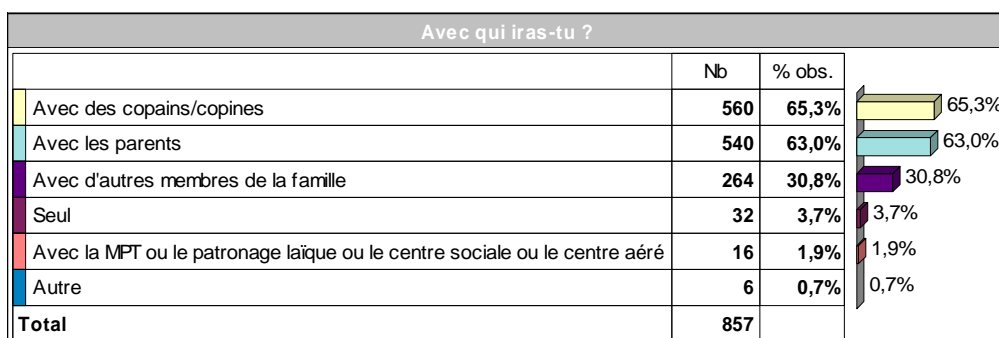 Avec qui iras-tu ?
Nb % obs.
Avec des copains/copines 560 65,3% 65,3%
Avec les parents 540 63,0% 63,0%
Avec d'autres membres de la famille 264 30,8% 30,8%
Seul 32 3,7% 3,7%
Avec la MPT ou le patronage laïque ou le centre sociale ou le centre aéré 16 1,9% 1,9%
Autre 6 0,7% 0,7%
Total 857